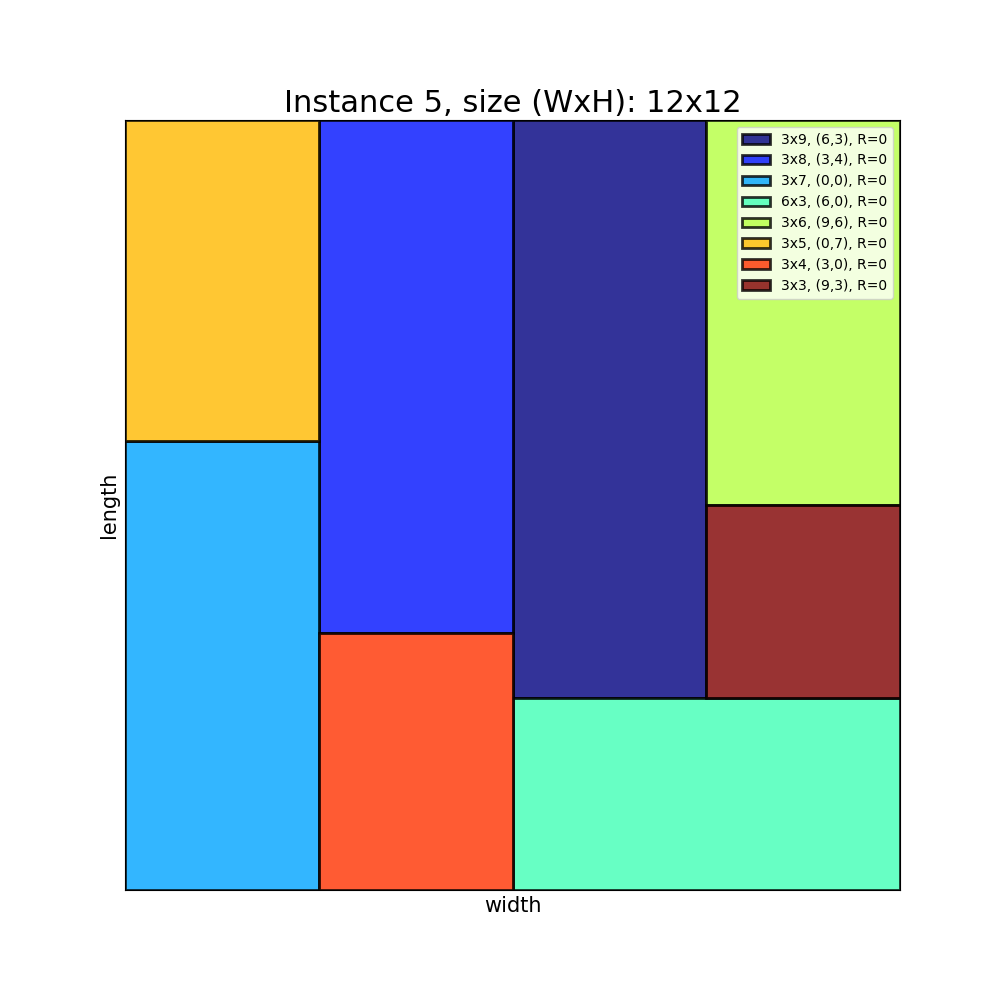 Instance 5, size (WxH): 12x12
3x9, (6,3), R=0
3x8, (3,4), R=0
3x7, (0,0), R=0
6x3, (6,0), R=0
3x6, (9,6), R=0
3x5, (0,7), R=0
3x4, (3,0), R=0
3x3, (9,3), R=0
length
width